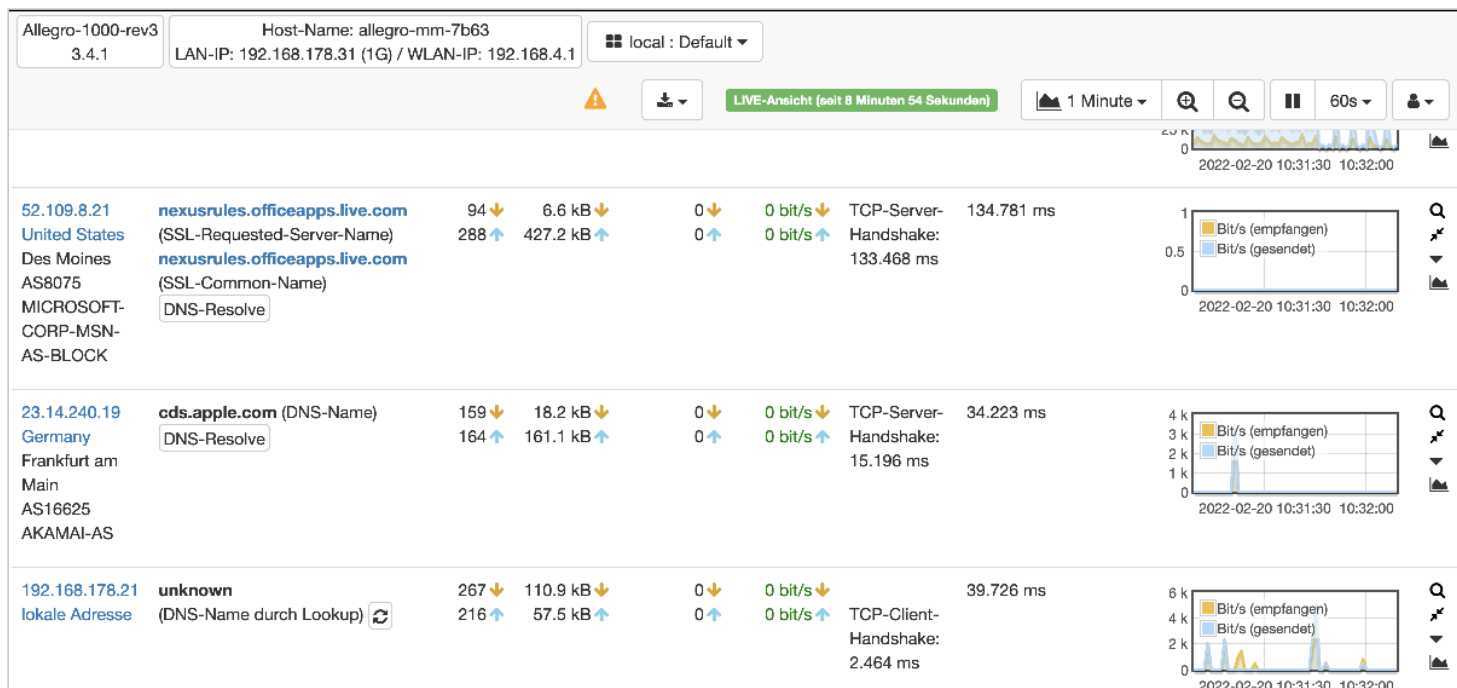 Allegro-1000-rev3
3.4.1
Host-Name: allegro-mm-7b63
LAN-IP: 192.168.178.31 (1G) / WLAN-IP: 192.168.4.1
local : Default
LIVE-Ansicht (seit 8 Minuten 54 Sekunden)
1 Minute
60s
25 k
0
2022-02-20 10:31:30 10:32:00
52.109.8.21
United States
Des Moines
AS8075
MICROSOFT-
CORP-MSN-
AS-BLOCK
nexusrules.officeapps.live.com
(SSL-Requested-Server-Name)
nexusrules.officeapps.live.com
(SSL-Common-Name)
DNS-Resolve
94 6.6 kB 0 0 bit/s
288 427.2 kB 0 0 bit/s
TCP-Server-
Handshake:
133.468 ms
134.781 ms
1
0.5
0
Bit/s (empfangen)
Bit/s (gesendet)
2022-02-20 10:31:30 10:32:00
23.14.240.19
Germany
Frankfurt am
Main
AS16625
AKAMAI-AS
cds.apple.com (DNS-Name)
DNS-Resolve
159 18.2 kB 0 0 bit/s
164 161.1 kB 0 0 bit/s
TCP-Server-
Handshake:
15.196 ms
34.223 ms
4 k
3 k
2 k
1 k
0
Bit/s (empfangen)
Bit/s (gesendet)
2022-02-20 10:31:30 10:32:00
192.168.178.21
lokale Adresse
unknown
(DNS-Name durch Lookup)
267 110.9 kB 0 0 bit/s
216 57.5 kB 0 0 bit/s
TCP-Client-
Handshake:
2.464 ms
39.726 ms
6 k
4 k
2 k
0
Bit/s (empfangen)
Bit/s (gesendet)
2022-02-20 10:31:30 10:32:00